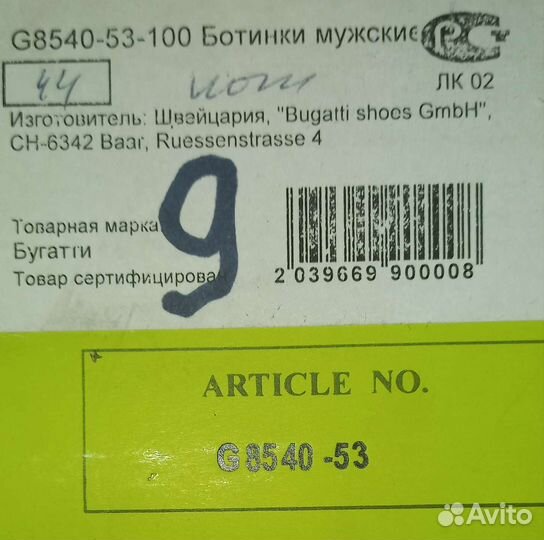 G8540-53-100 Ботинки мужские
44
ЛК 02
Изготовитель: Швейцария, "Bugatti shoes GmbH",
CH-6342 Baar, Ruessenstrasse 4
9
Товарная марка
Бугатти
Товар сертифицирован
2 039669 900008
ARTICLE NO.
G8540-53
Avito